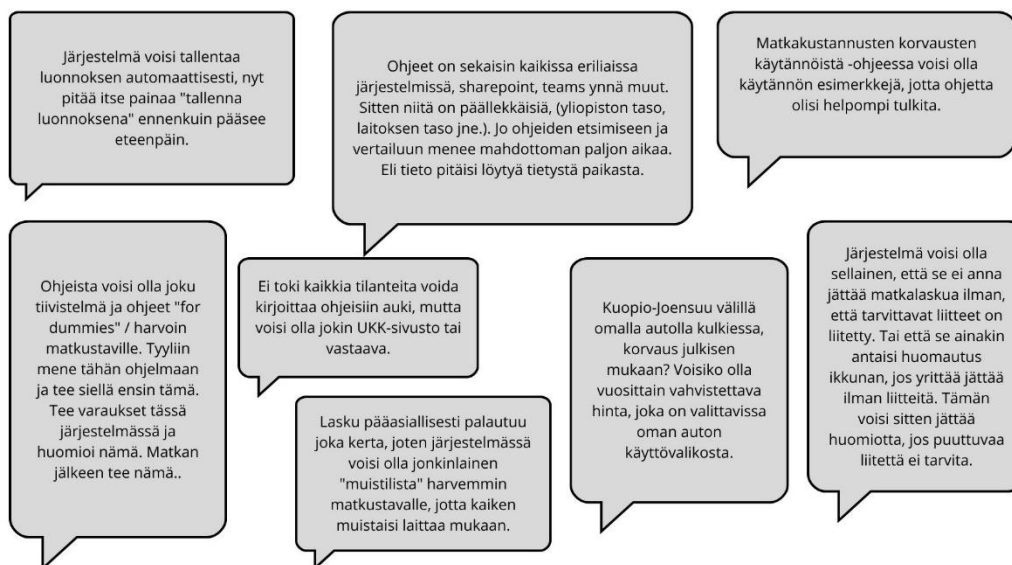 Järjestelmä voisi tallentaa
luonnoksen automaattisesti, nyt
pitää itse painaa "tallenna
luonnoksena" ennenkuin pääsee
eteenpäin.
Ohjeet on sekaisin kaikissa eriliaissa
järjestelmissä, sharepoint, teams ynnä muut.
Sitten niitä on päällekkäisiä, (yliopiston taso,
laitoksen taso jne.). Jo ohjeiden etsimiseen ja
vertailuun menee mahdottoman paljon aikaa.
Eli tieto pitäisi löytyä tietystä paikasta.
Matkakustannusten korvausten
käytännöistä -ohjeessa voisi olla
käytännön esimerkkejä, jotta ohjetta
olisi helpompi tulkita.
Ohjeista voisi olla joku
tiivistelmä ja ohjeet "for
dummies" / harvoin
matkustaville. Tyyliin
mene tähän ohjelmaan
ja tee siellä ensin tämä.
Tee varaukset tässä
järjestelmässä ja
huomioi nämä. Matkan
jälkeen tee nämä..
Ei toki kaikkia tilanteita voida
kirjoittaa ohjeisiin auki, mutta
voisi olla jokin UKK-sivusto tai
vastaava.
Lasku pääasiallisesti palautuu
joka kerta, joten järjestelmässä
voisi olla jonkinlainen
"muistilista" harvemmin
matkustavalle, jotta kaiken
muistaisi laittaa mukaan.
Kuopio-Joensuu välillä
omalla autolla kulkiessa,
korvaus julkisen
mukaan? Voisiko olla
vuosittain vahvistettava
hinta, joka on valittavissa
oman auton
käyttövalikosta.
Järjestelmä voisi olla
sellainen, että se ei anna
jättää matkalaskua ilman,
että tarvittavat liitteet on
liitetty. Tai että se ainakin
antaisi huomautus
ikkunan, jos yrittää jättää
ilman liitteitä. Tämän
voisi sitten jättää
huomiotta, jos puuttuvaa
liitettä ei tarvita.